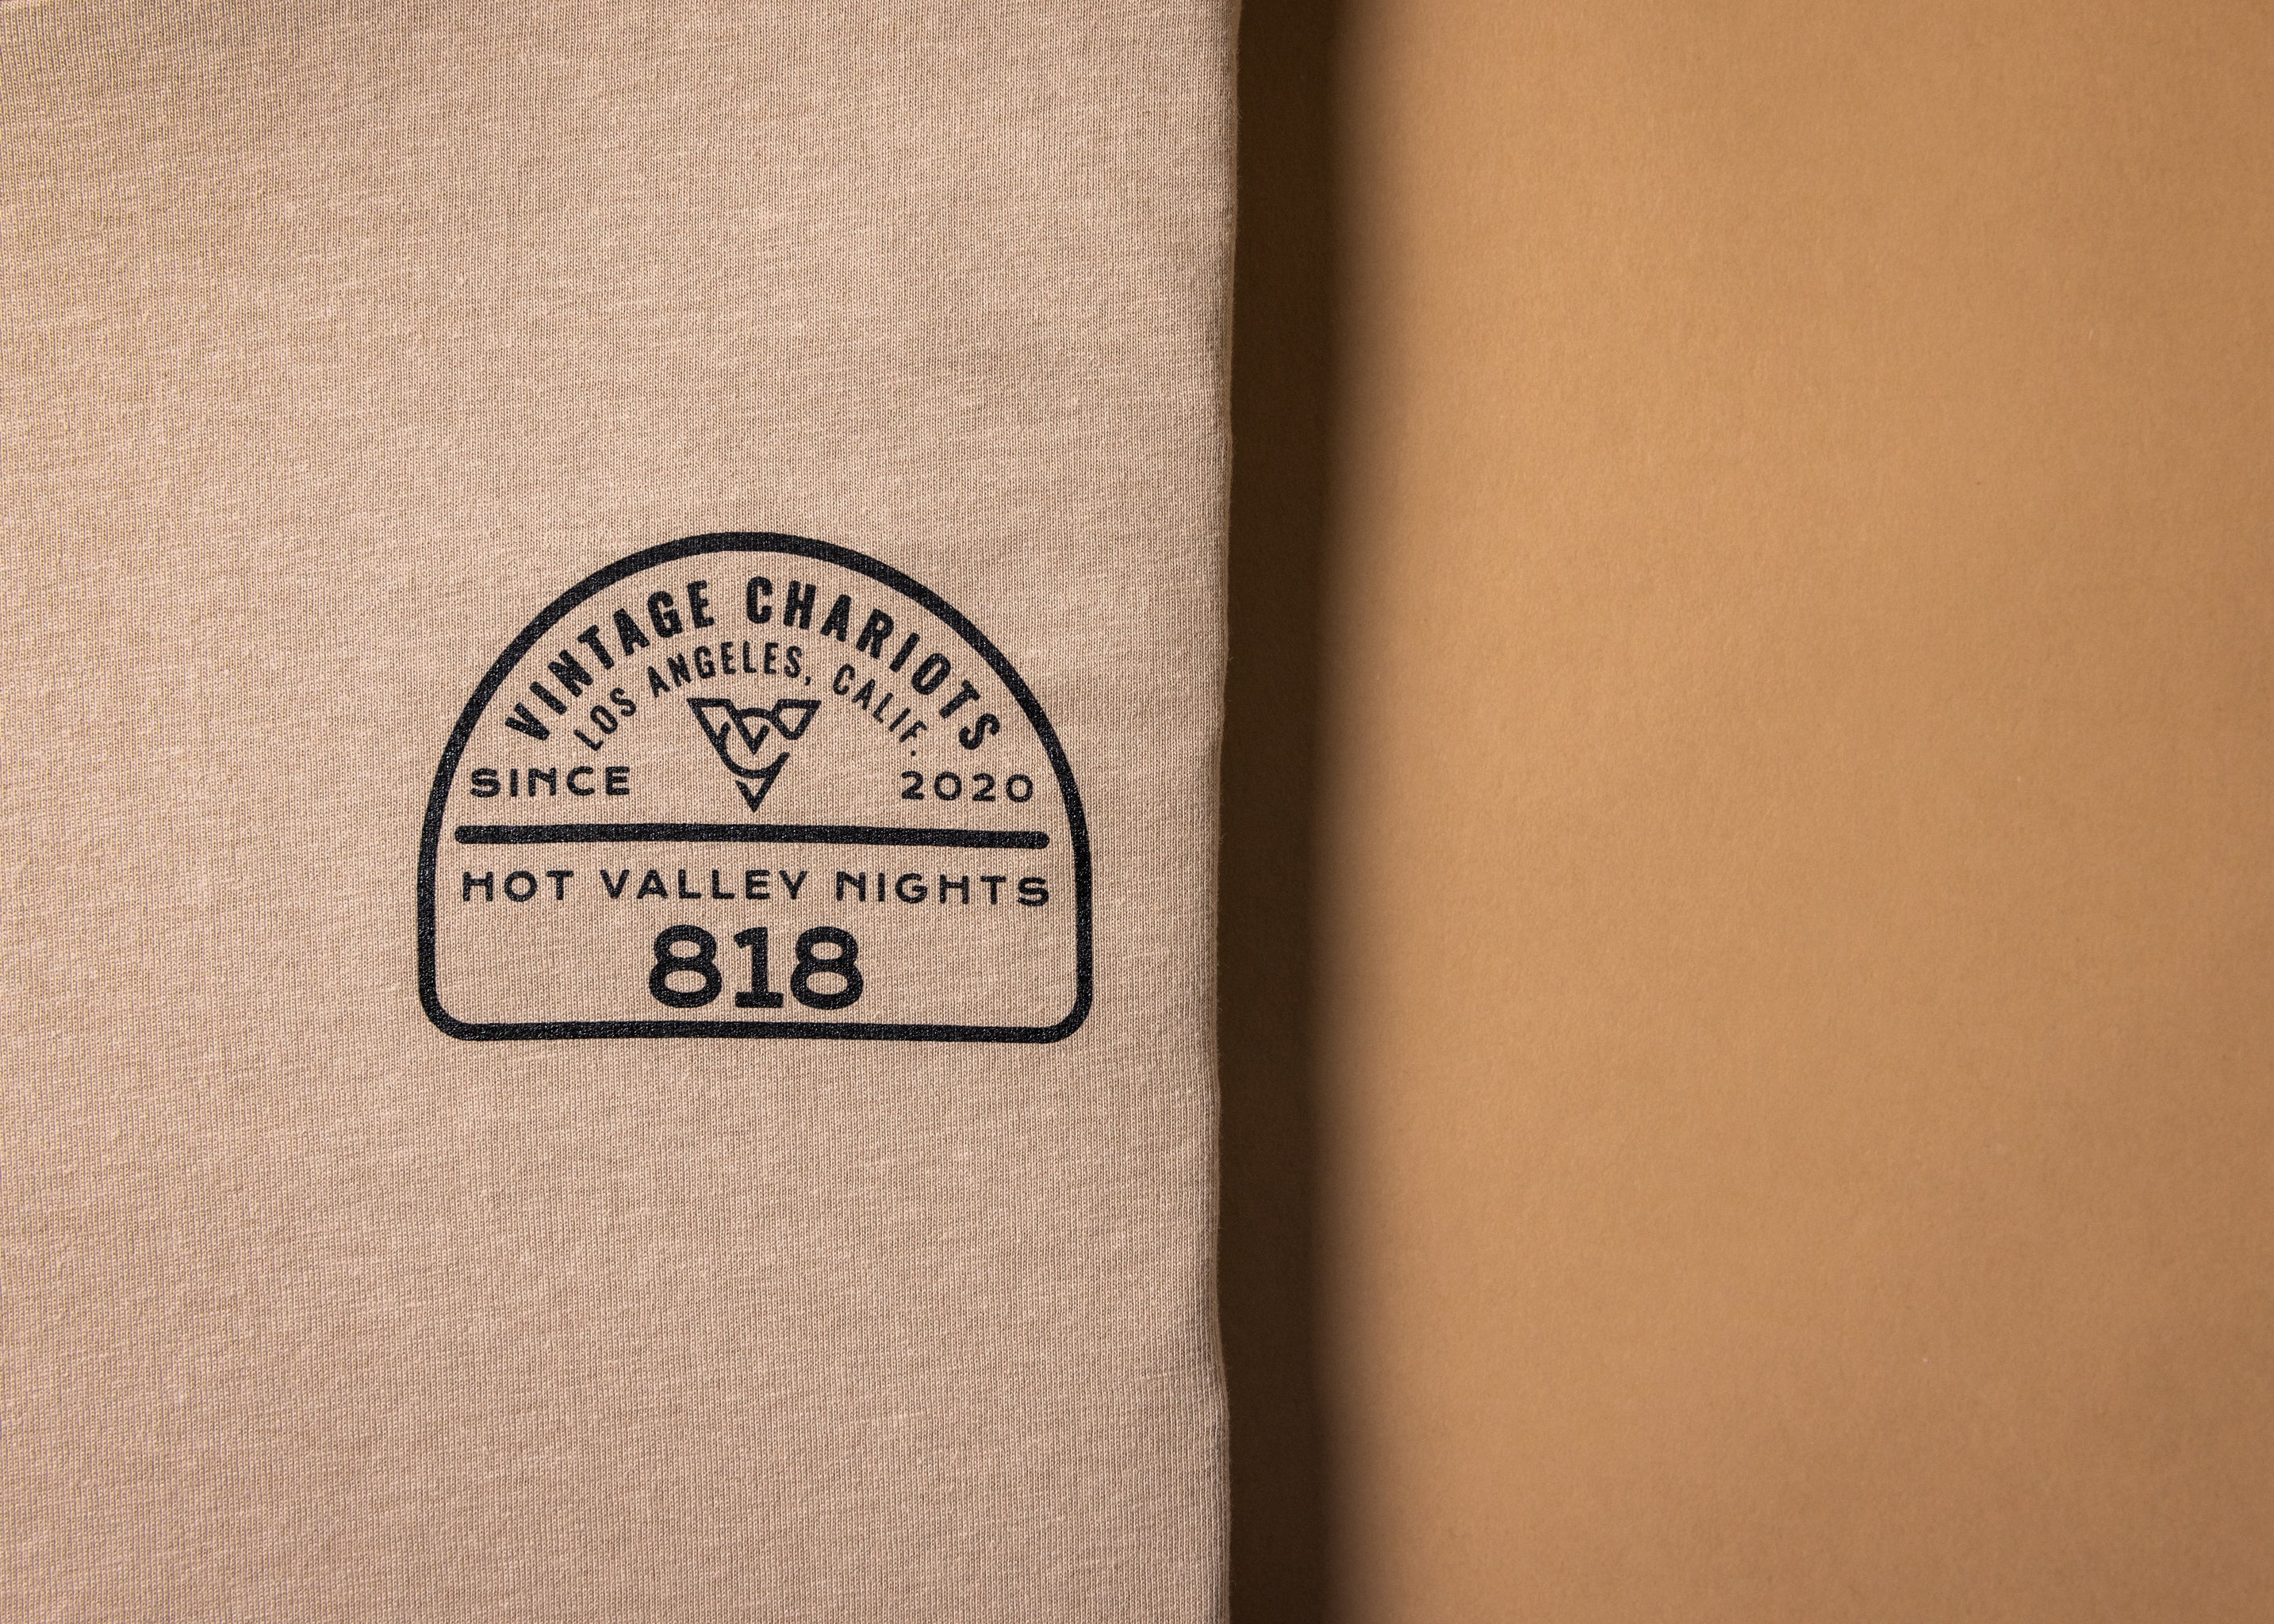 VINTAGE CHARIOTS
LOS ANGELES, CALIF.
SINCE 2020
HOT VALLEY NIGHTS
818